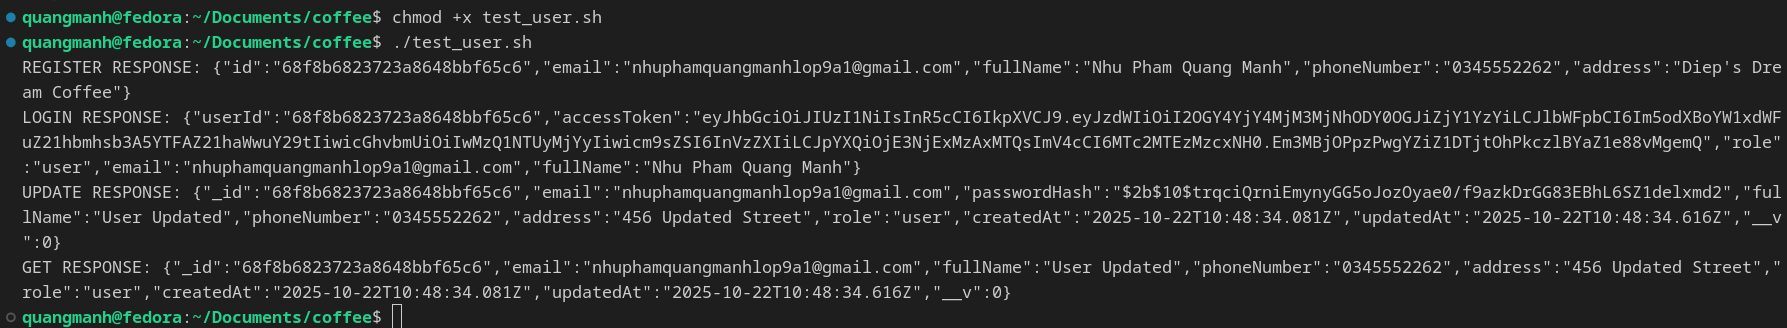 quangmanh@fedora:~/Documents/coffee$ chmod +x test_user.sh
quangmanh@fedora:~/Documents/coffee$ ./test_user.sh
REGISTER RESPONSE: {"id":"68f8b6823723a8648bbf65c6","email":"nhuphamquangmanhlop9a1@gmail.com","fullName":"Nhu Pham Quang Manh","phoneNumber":"0345552262","address":"Diep's Dre
am Coffee"}
LOGIN RESPONSE: {"userId":"68f8b6823723a8648bbf65c6","accessToken":"eyJhbGciOiJIUzI1NiIsInR5cCI6IkpXVCJ9.eyJzdWIiOiI2OGY4YjY4MjM3MjNhODY0OGJiZjY1YzYiLCJlbWFpbCI6Im5odXBoYW1xdWF
uZ21hbmhsb3A5YTFAZ21haWwuY29tIiwicGhvbmUiOiIwMzQ1NTUyMjYyIiwicm9sZSI6InVzZXIiLCJpYXQiOjE3NjExMzAxMTQsImV4cCI6MTc2MTEzMzcxNH0.Em3MBjOPpzPwgYZiZ1DTjtOhPkczlBYaZ1e88vMgemQ","role"
:"user","email":"nhuphamquangmanhlop9a1@gmail.com","fullName":"Nhu Pham Quang Manh"}
UPDATE RESPONSE: {"_id":"68f8b6823723a8648bbf65c6","email":"nhuphamquangmanhlop9a1@gmail.com","passwordHash":"$2b$10$trqciQrniEmynyGG5oJozOyae0/f9azkDrGG83EBhL6SZ1delxmd2","ful
lName":"User Updated","phoneNumber":"0345552262","address":"456 Updated Street","role":"user","createdAt":"2025-10-22T10:48:34.081Z","updatedAt":"2025-10-22T10:48:34.616Z","__v
":0}
GET RESPONSE: {"_id":"68f8b6823723a8648bbf65c6","email":"nhuphamquangmanhlop9a1@gmail.com","fullName":"User Updated","phoneNumber":"0345552262","address":"456 Updated Street","
role":"user","createdAt":"2025-10-22T10:48:34.081Z","updatedAt":"2025-10-22T10:48:34.616Z","__v":0}
quangmanh@fedora:~/Documents/coffee$